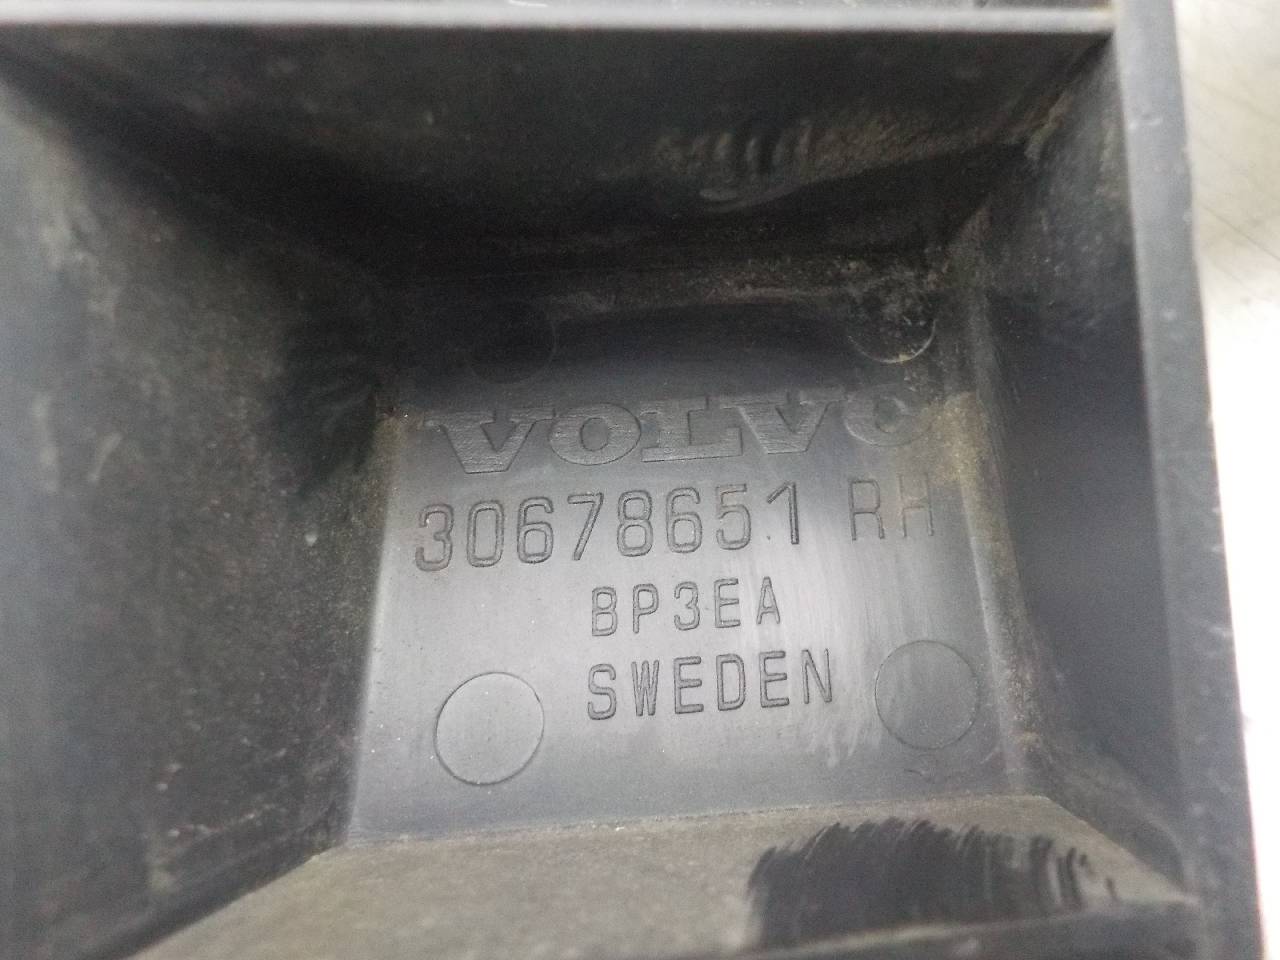 VOLVO
30678651 RH
BP3EA
SWEDEN